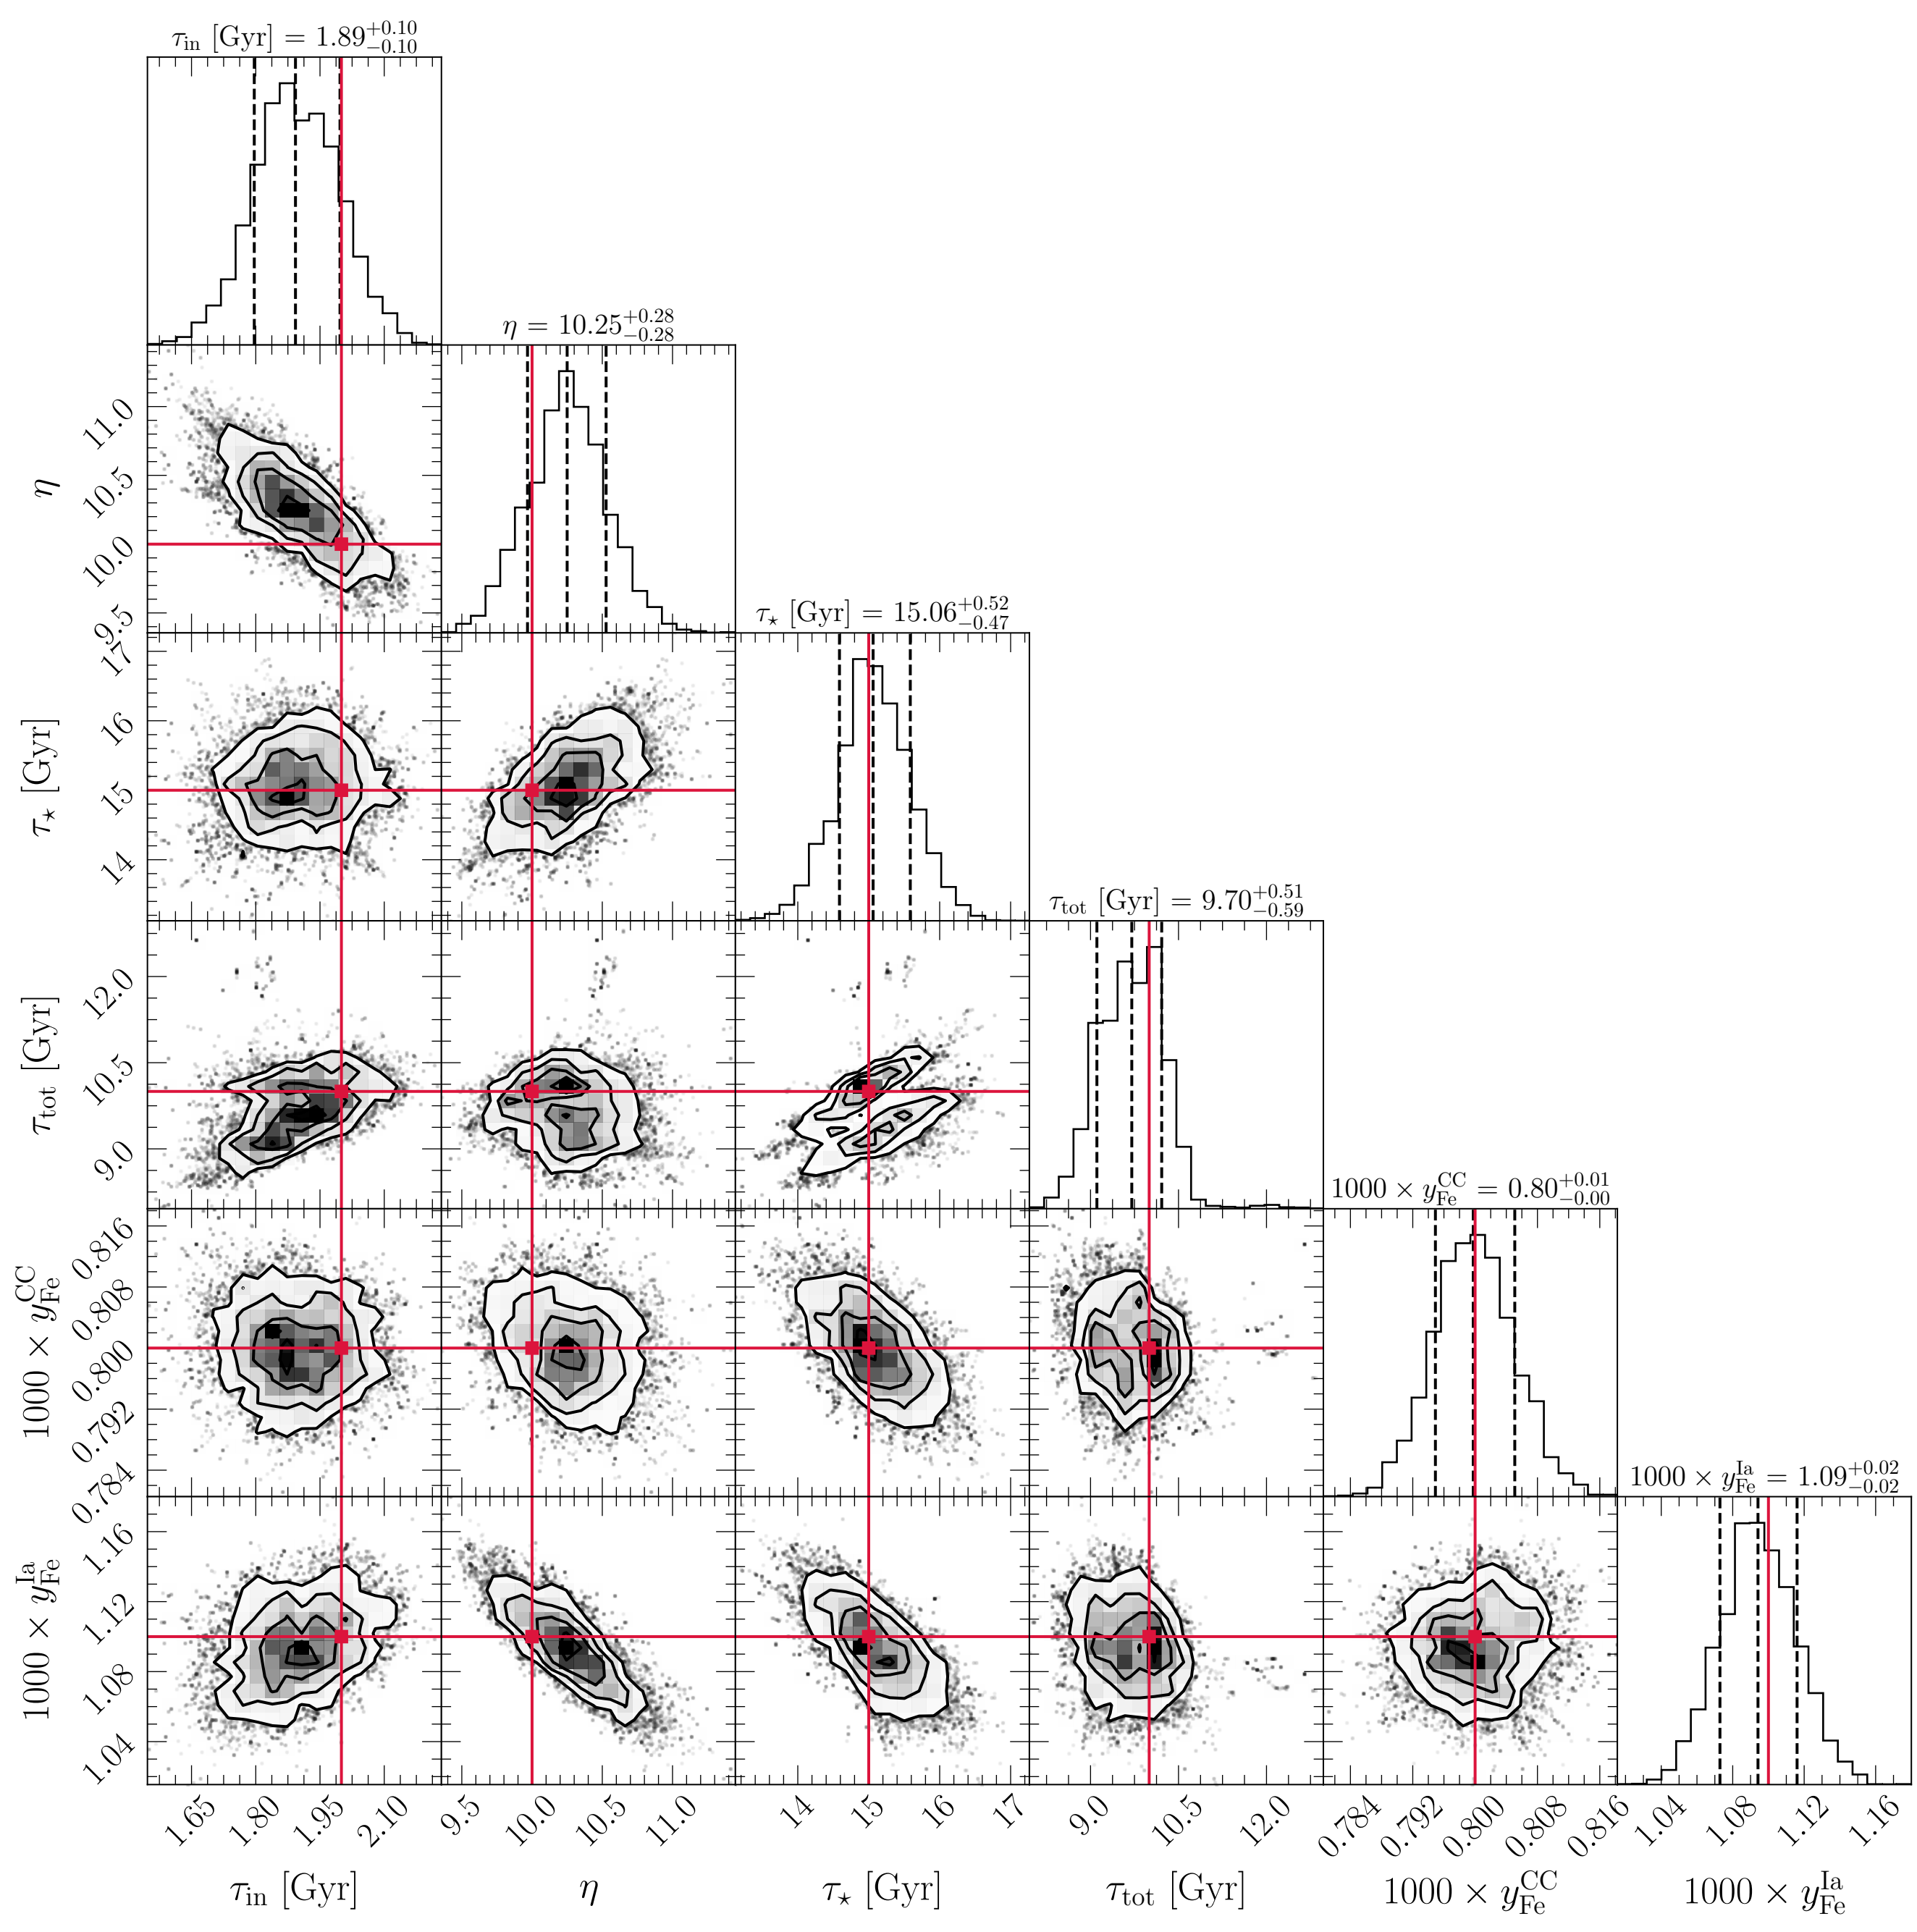 τ_in [Gyr] = 1.89^{+0.10}_{−0.10}
η = 10.25^{+0.28}_{−0.28}
11.0
10.5
10.0
9.5
η
τ_⋆ [Gyr] = 15.06^{+0.52}_{−0.47}
17
16
15
14
τ_⋆ [Gyr]
τ_tot [Gyr] = 9.70^{+0.51}_{−0.59}
12.0
10.5
9.0
τ_tot [Gyr]
1000 × y_Fe^CC = 0.80^{+0.01}_{−0.00}
0.816
0.808
0.800
0.792
0.784
1000 × y_Fe^CC
1000 × y_Fe^Ia = 1.09^{+0.02}_{−0.02}
1.16
1.12
1.08
1.04
1000 × y_Fe^Ia
1.65 1.80 1.95 2.10 9.5 10.0 10.5 11.0 14 15 16 17 9.0 10.5 12.0 0.784 0.792 0.800 0.808 0.816 1.04 1.08 1.12 1.16
τ_in [Gyr] η τ_⋆ [Gyr] τ_tot [Gyr] 1000 × y_Fe^CC 1000 × y_Fe^Ia